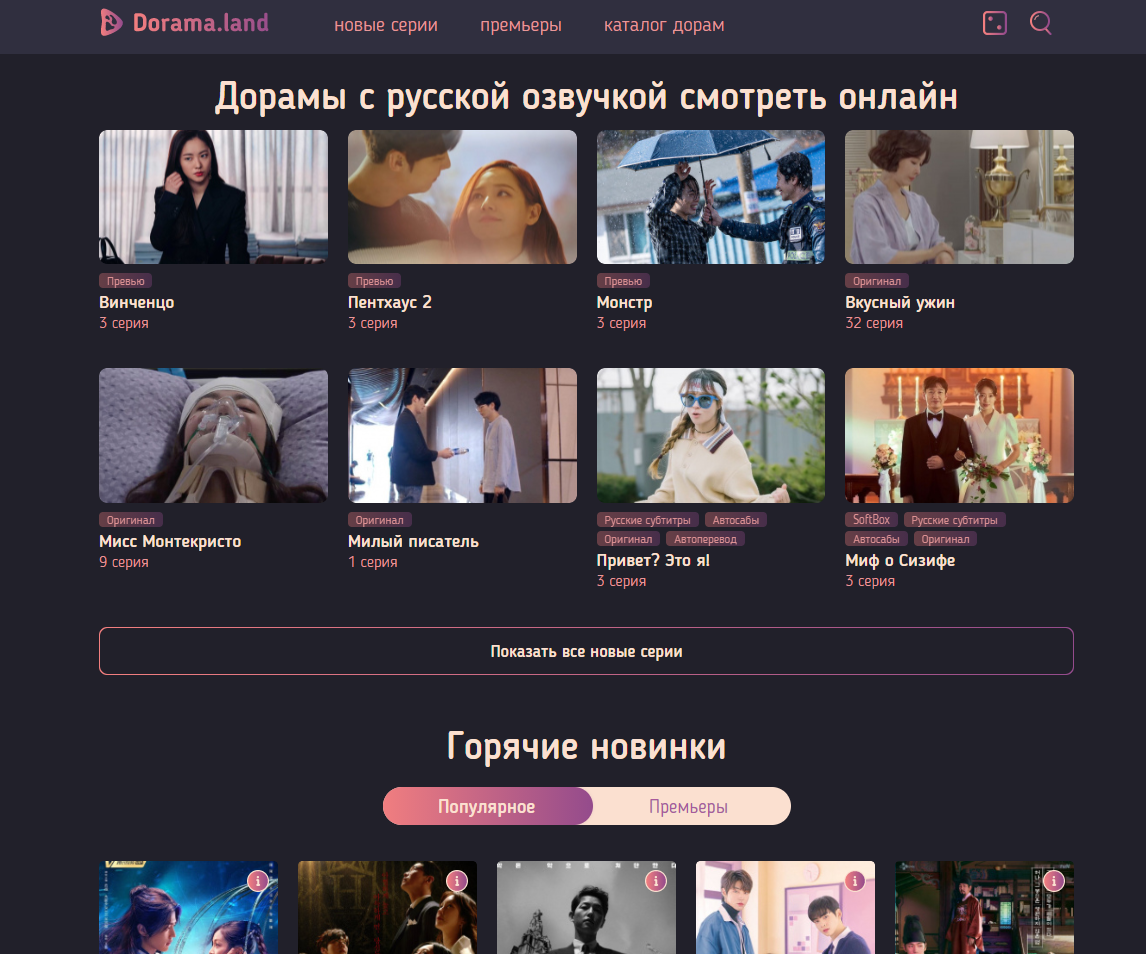 Dorama.land
новые серии
премьеры
каталог дорам
Дорамы с русской озвучкой смотреть онлайн
Превью
Винченцо
3 серия
Превью
Пентхаус 2
3 серия
Превью
Монстр
3 серия
Оригинал
Вкусный ужин
32 серия
Оригинал
Мисс Монтекристо
9 серия
Оригинал
Милый писатель
1 серия
Русские субтитры Автосабы
Оригинал Автоперевод
Привет? Это я!
3 серия
SoftBox Русские субтитры
Автосабы Оригинал
Миф о Сизифе
3 серия
Показать все новые серии
Горячие новинки
Популярное
Премьеры
i
i
i
i
i